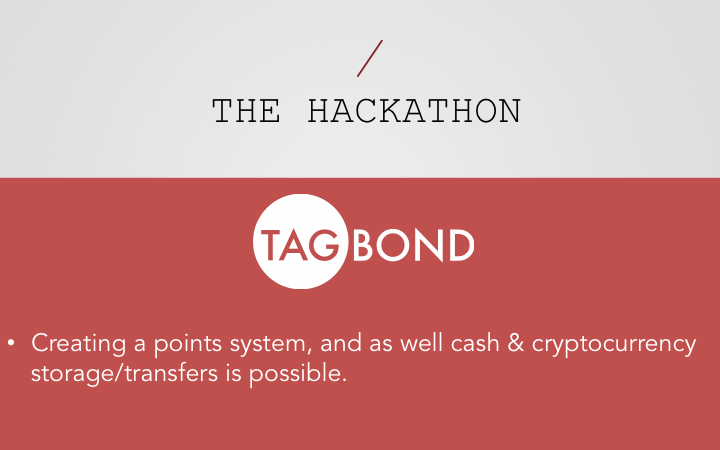 THE HACKATHON
TAGBOND
• Creating a points system, and as well cash & cryptocurrency
storage/transfers is possible.